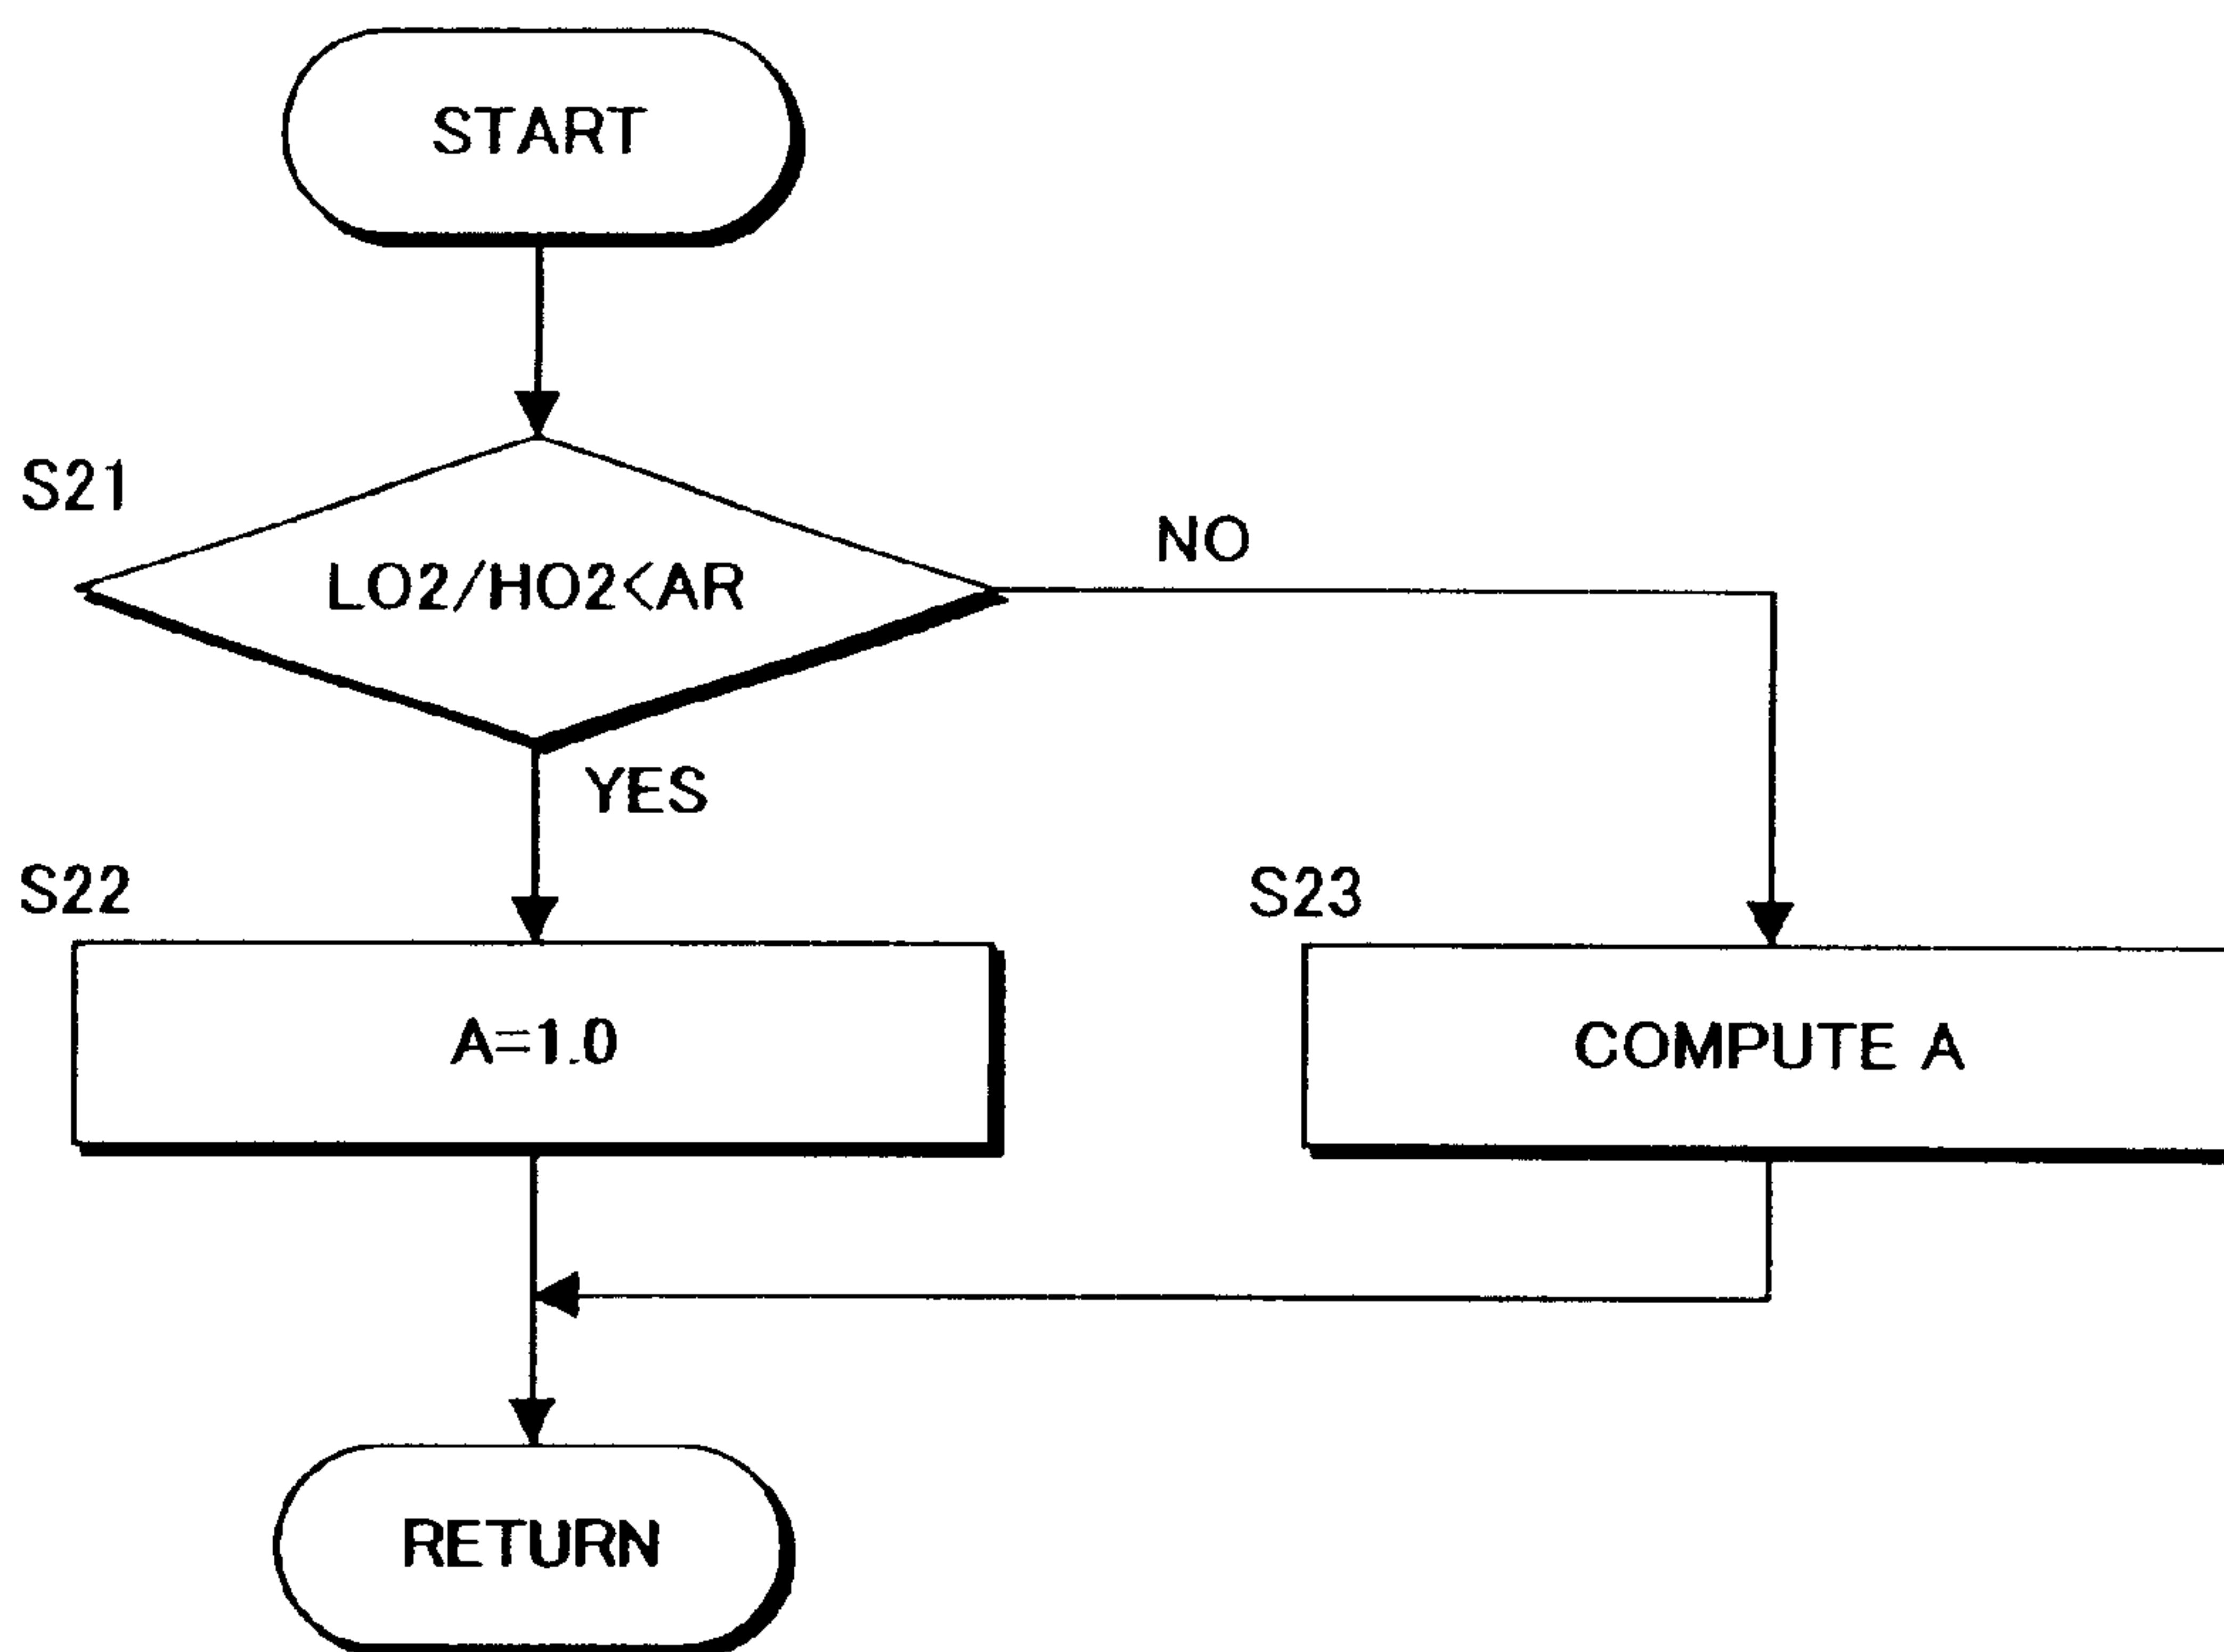 START
S21
LO2/HO2<AR
NO
YES
S22
S23
A=1.0
COMPUTE A
RETURN